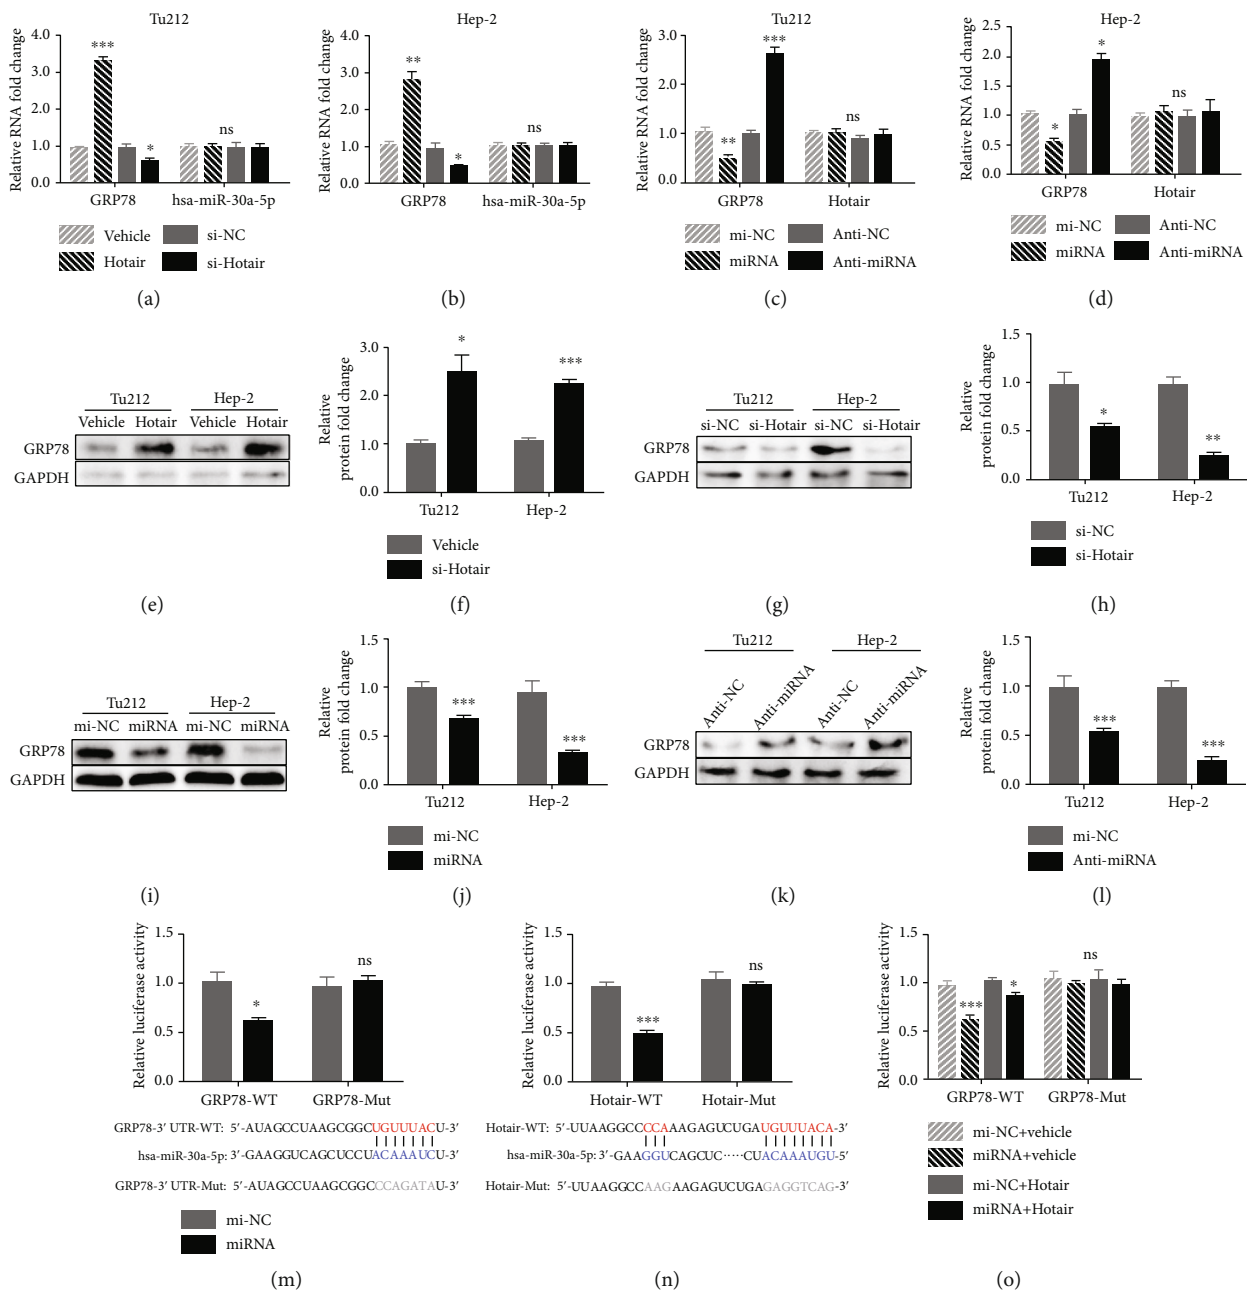 Tu212
Relative RNA fold change
5.0
4.0
3.0
2.0
1.0
0.0
***
*
ns
GRP78
hsa-miR-30a-5p
Vehicle
si-NC
Hotair
si-Hotair
(a)
Hep-2
Relative RNA fold change
4.0
3.0
2.0
1.0
0.0
**
*
ns
GRP78
hsa-miR-30a-5p
(b)
Tu212
Relative RNA fold change
3.0
2.0
1.0
0.0
**
***
ns
GRP78
Hotair
mi-NC
Anti-NC
miRNA
Anti-miRNA
(c)
Hep-2
Relative RNA fold change
2.5
2.0
1.5
1.0
0.5
0.0
*
*
ns
GRP78
Hotair
mi-NC
Anti-NC
miRNA
Anti-miRNA
(d)
Tu212
Hep-2
Vehicle Hotair Vehicle Hotair
GRP78
GAPDH
(e)
Relative
protein fold change
3.0
2.0
1.0
0.0
*
***
Tu212
Hep-2
Vehicle
si-Hotair
(f)
Tu212
Hep-2
si-NC si-Hotair si-NC si-Hotair
GRP78
GAPDH
(g)
Relative
protein fold change
1.5
1.0
0.5
0.0
*
**
Tu212
Hep-2
si-NC
si-Hotair
(h)
Tu212
Hep-2
mi-NC miRNA mi-NC miRNA
GRP78
GAPDH
(i)
Relative
protein fold change
1.5
1.0
0.5
0.0
***
***
Tu212
Hep-2
mi-NC
miRNA
(j)
Tu212
Hep-2
Anti-NC
Anti-miRNA
Anti-NC
Anti-miRNA
GRP78
GAPDH
(k)
Relative
protein fold change
1.5
1.0
0.5
0.0
***
***
Tu212
Hep-2
mi-NC
Anti-miRNA
(l)
Relative luciferase activity
1.5
1.0
0.5
0.0
*
ns
GRP78-WT
GRP78-Mut
GRP78-3′ UTR-WT: 5′-AUAGCCUAAGCGGCUGUUUACU-3′
hsa-miR-30a-5p: 3′-GAAGGUCAGCUCCUACAAAUCU-3′
GRP78-3′ UTR-Mut: 5′-AUAGCCUAAGCGGCCCAGATAU-3′
mi-NC
miRNA
(m)
Relative luciferase activity
1.5
1.0
0.5
0.0
***
ns
Hotair-WT
Hotair-Mut
Hotair-WT: 5′-UUAAGGCCCCAAAGAGUCUGAUGUUUACA-3′
hsa-miR-30a-5p: 3′-GAAGGUCAGCUC·····CUACAAAUGU-5′
Hotair-Mut: 5′-UUAAGGCCAAGAAGAGUCUGAGAGGTCAG-3′
(n)
Relative luciferase activity
1.5
1.0
0.5
0.0
***
*
ns
GRP78-WT
GRP78-Mut
mi-NC+vehicle
miRNA+vehicle
mi-NC+Hotair
miRNA+Hotair
(o)